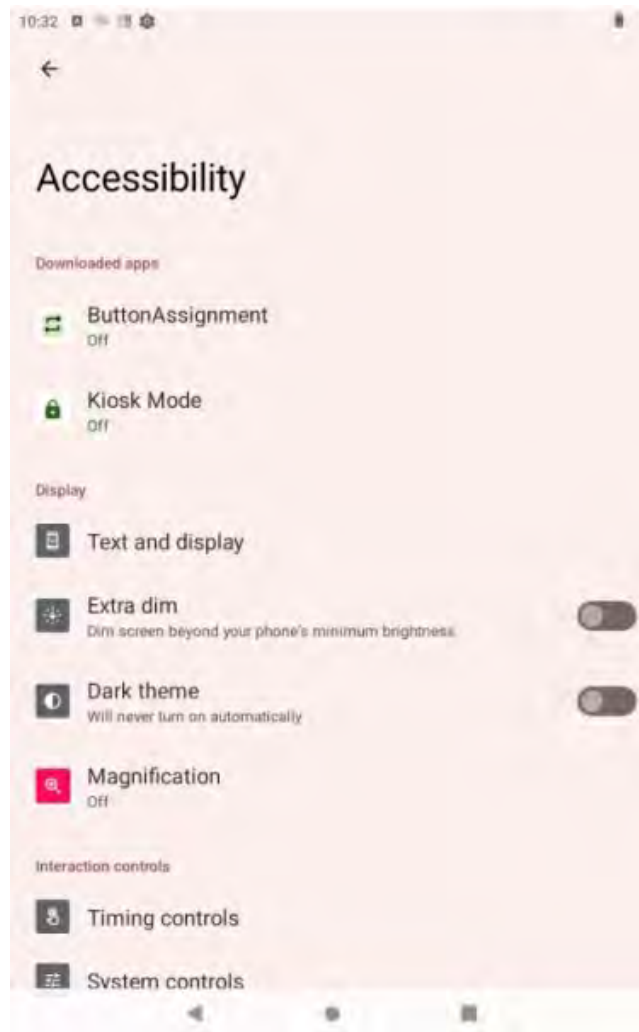 10:32
Accessibility
Downloaded apps
ButtonAssignment
Off
Kiosk Mode
Off
Display
Text and display
Extra dim
Dim screen beyond your phone's minimum brightness
Dark theme
Will never turn on automatically
Magnification
Off
Interaction controls
Timing controls
System controls